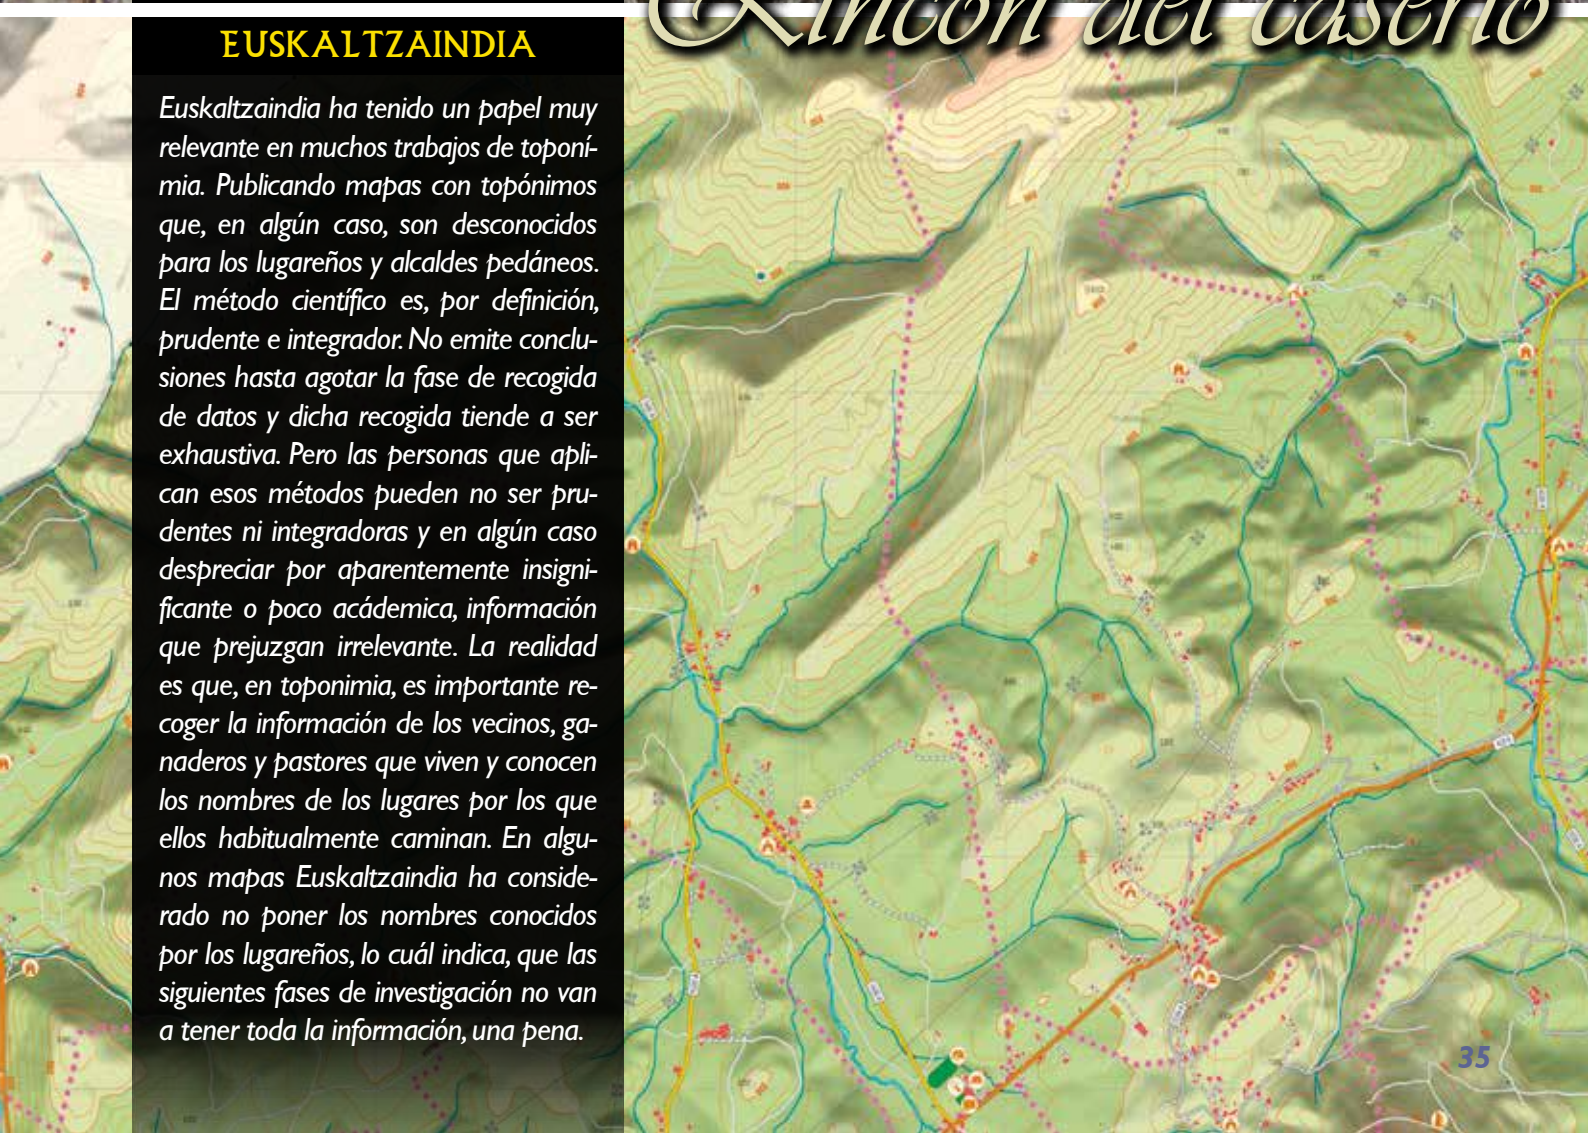 Rincón del caserío
EUSKALTZAINDIA
Euskaltzaindia ha tenido un papel muy
relevante en muchos trabajos de toponí-
mia. Publicando mapas con topónimos
que, en algún caso, son desconocidos
para los lugareños y alcaldes pedáneos.
El método científico es, por definición,
prudente e integrador. No emite conclu-
siones hasta agotar la fase de recogida
de datos y dicha recogida tiende a ser
exhaustiva. Pero las personas que apli-
can esos métodos pueden no ser pru-
dentes ni integradoras y en algún caso
despreciar por aparentemente insigni-
ficante o poco acádemica, información
que prejuzgan irrelevante. La realidad
es que, en toponimia, es importante re-
coger la información de los vecinos, ga-
naderos y pastores que viven y conocen
los nombres de los lugares por los que
ellos habitualmente caminan. En algu-
nos mapas Euskaltzaindia ha conside-
rado no poner los nombres conocidos
por los lugareños, lo cuál indica, que las
siguientes fases de investigación no van
a tener toda la información, una pena.
35